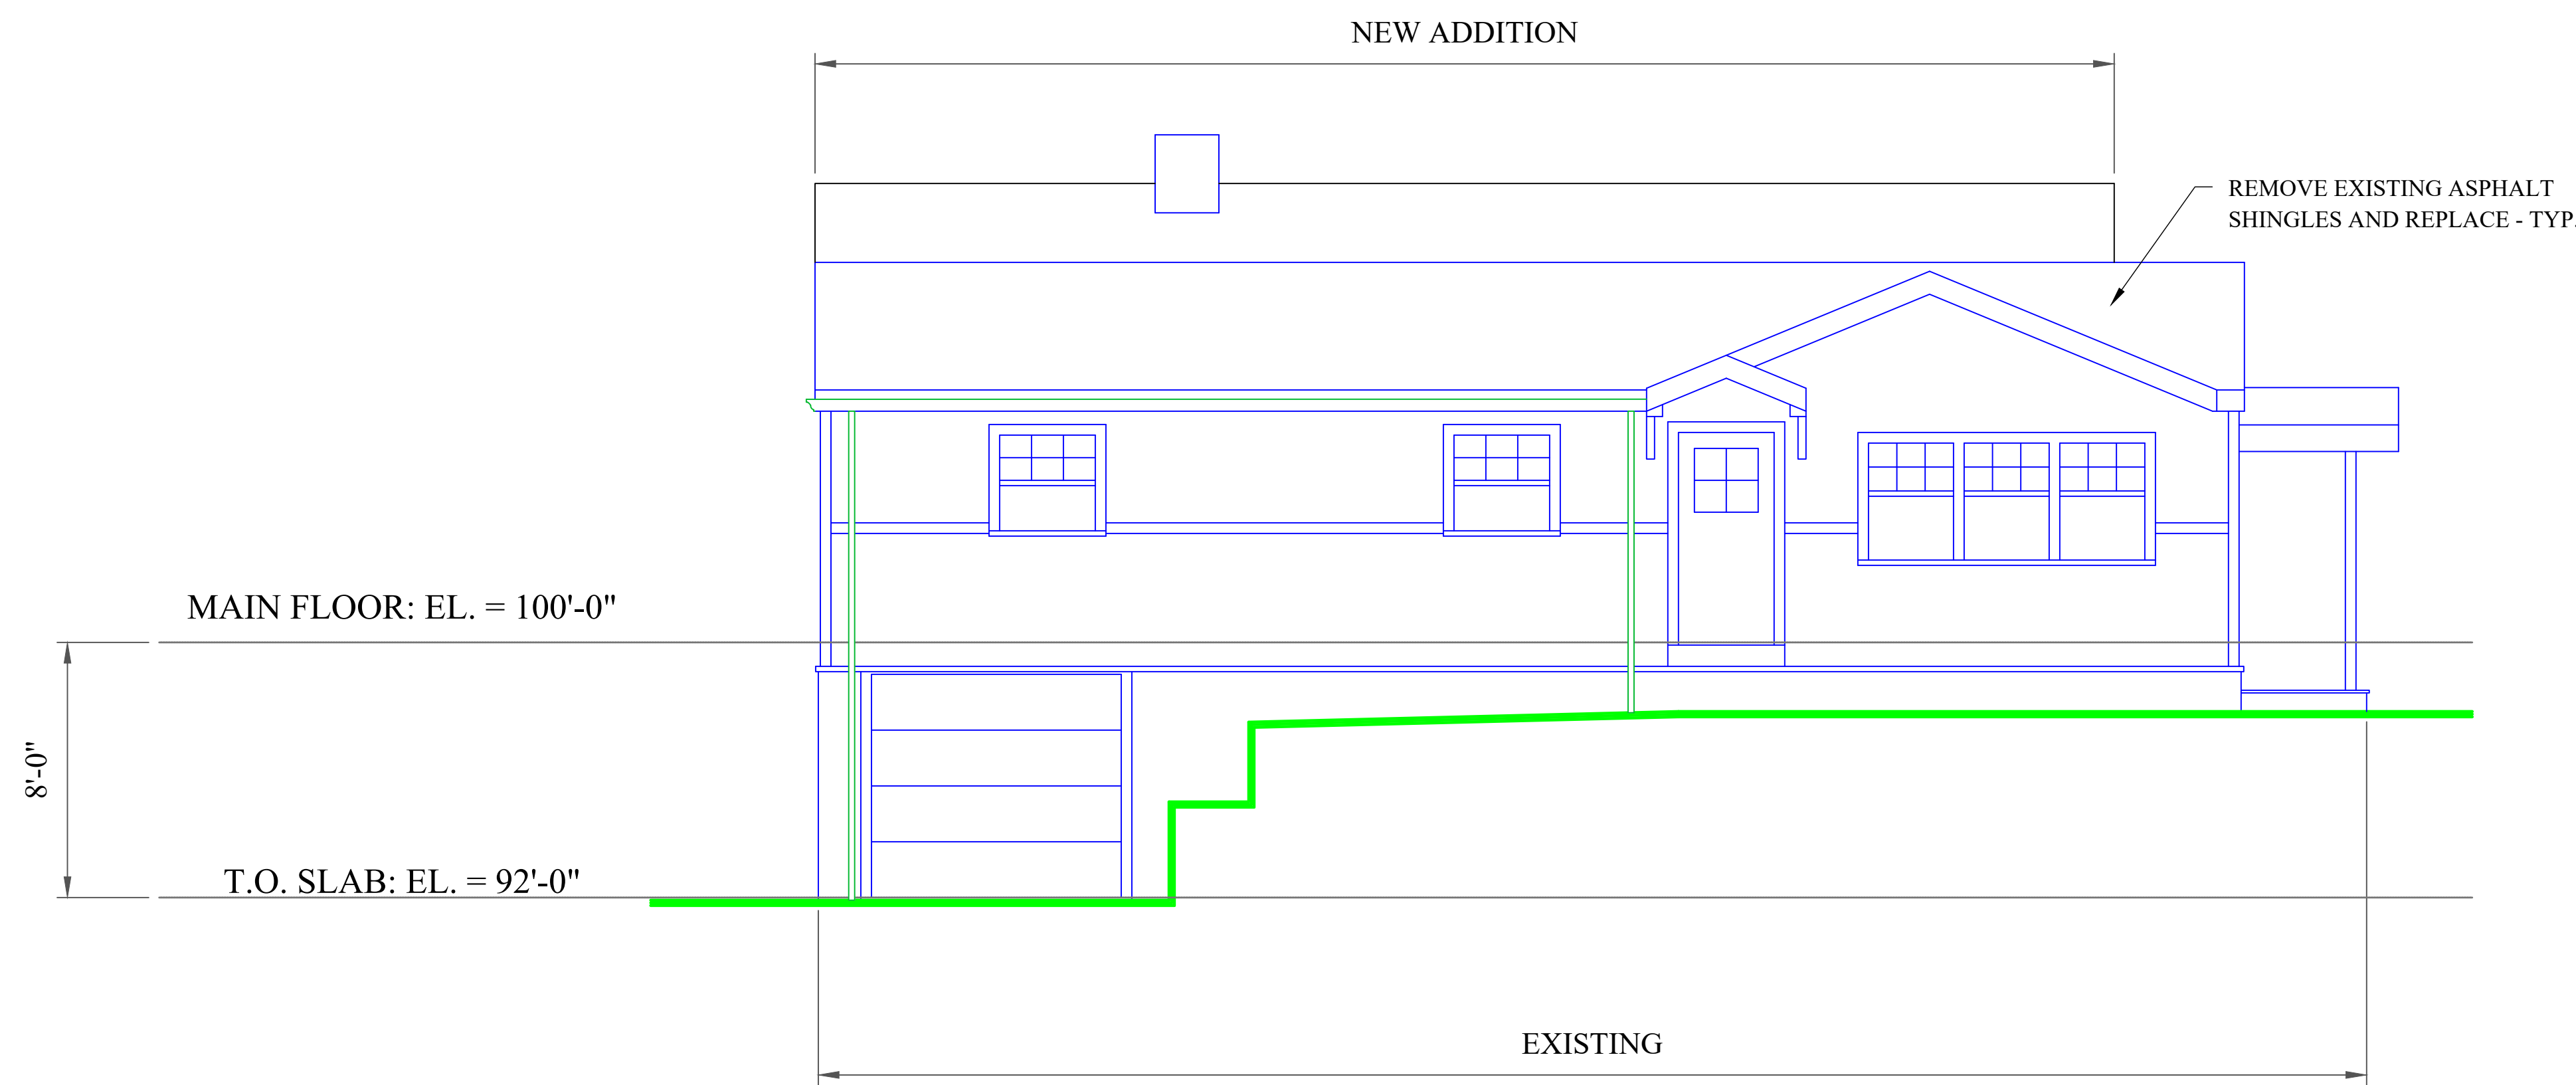 NEW ADDITION
REMOVE EXISTING ASPHALT
SHINGLES AND REPLACE - TYP.
MAIN FLOOR: EL. = 100'-0"
8'-0"
T.O. SLAB: EL. = 92'-0"
EXISTING